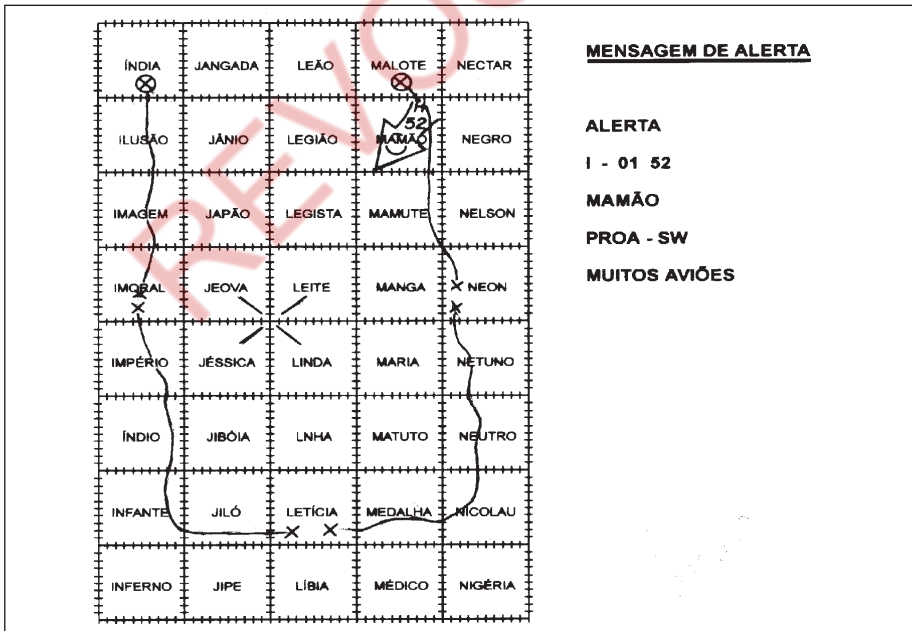 ÍNDIA JANGADA LEÃO MALOTE NECTAR
ILUSÃO JÂNIO LEGIÃO MAMÃO NEGRO
52
IMAGEM JAPÃO LEGISTA MAMUTE NELSON
IMORAL JEOVA LEITE MANGA NEON
IMPÉRIO JÉSSICA LINDA MARIA NETUNO
ÍNDIO JIBÓIA LNHA MATUTO NEUTRO
INFANTE JILÓ LETÍCIA MEDALHA NICOLAU
INFERNO JIPE LÍBIA MÉDICO NIGÉRIA
MENSAGEM DE ALERTA
ALERTA
I - 01 52
MAMÃO
PROA - SW
MUITOS AVIÕES
REVO